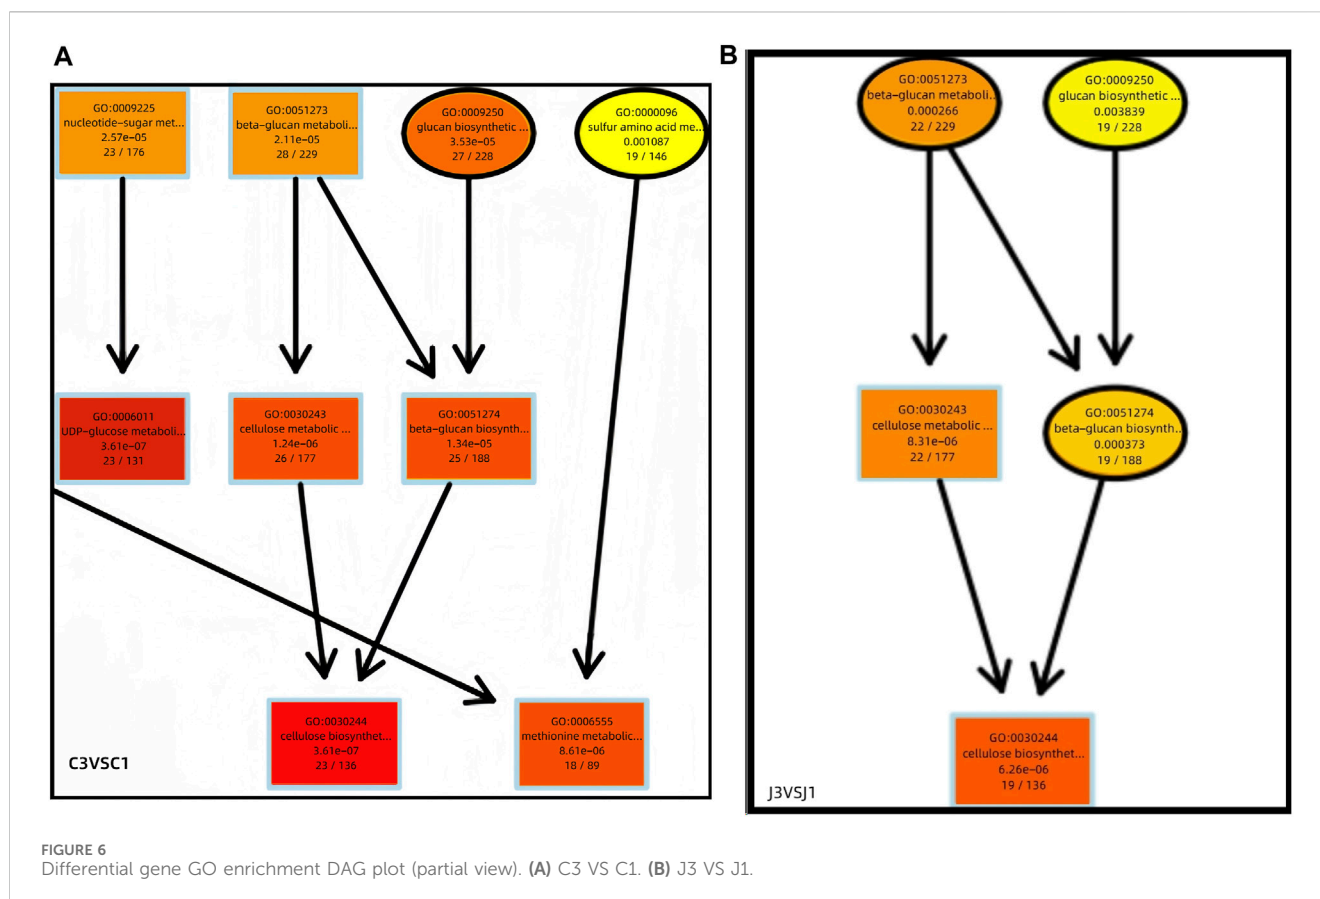 A
GO:0009225
nucleotide−sugar met...
2.57e−05
23 / 176
GO:0051273
beta−glucan metaboli...
2.11e−05
28 / 229
GO:0009250
glucan biosynthetic ...
3.53e−05
27 / 228
GO:0000096
sulfur amino acid me...
0.001087
19 / 146
GO:0006011
UDP−glucose metaboli...
3.61e−07
23 / 131
GO:0030243
cellulose metabolic ...
1.24e−06
26 / 177
GO:0051274
beta−glucan biosynth...
1.34e−05
25 / 188
GO:0030244
cellulose biosynthet...
3.61e−07
23 / 136
GO:0006555
methionine metabolic...
8.61e−06
18 / 89
C3VSC1
B
GO:0051273
beta−glucan metaboli...
0.000266
22 / 229
GO:0009250
glucan biosynthetic ...
0.003839
19 / 228
GO:0030243
cellulose metabolic ...
8.31e−06
22 / 177
GO:0051274
beta−glucan biosynth...
0.000373
19 / 188
GO:0030244
cellulose biosynthet...
6.26e−06
19 / 136
J3VSJ1
FIGURE 6
Differential gene GO enrichment DAG plot (partial view). (A) C3 VS C1. (B) J3 VS J1.